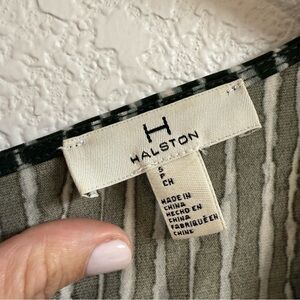 H
HALSTON
S
P
CH
MADE IN
CHINA
HECHO EN
CHINA
FABRIQUÉ EN
CHINE